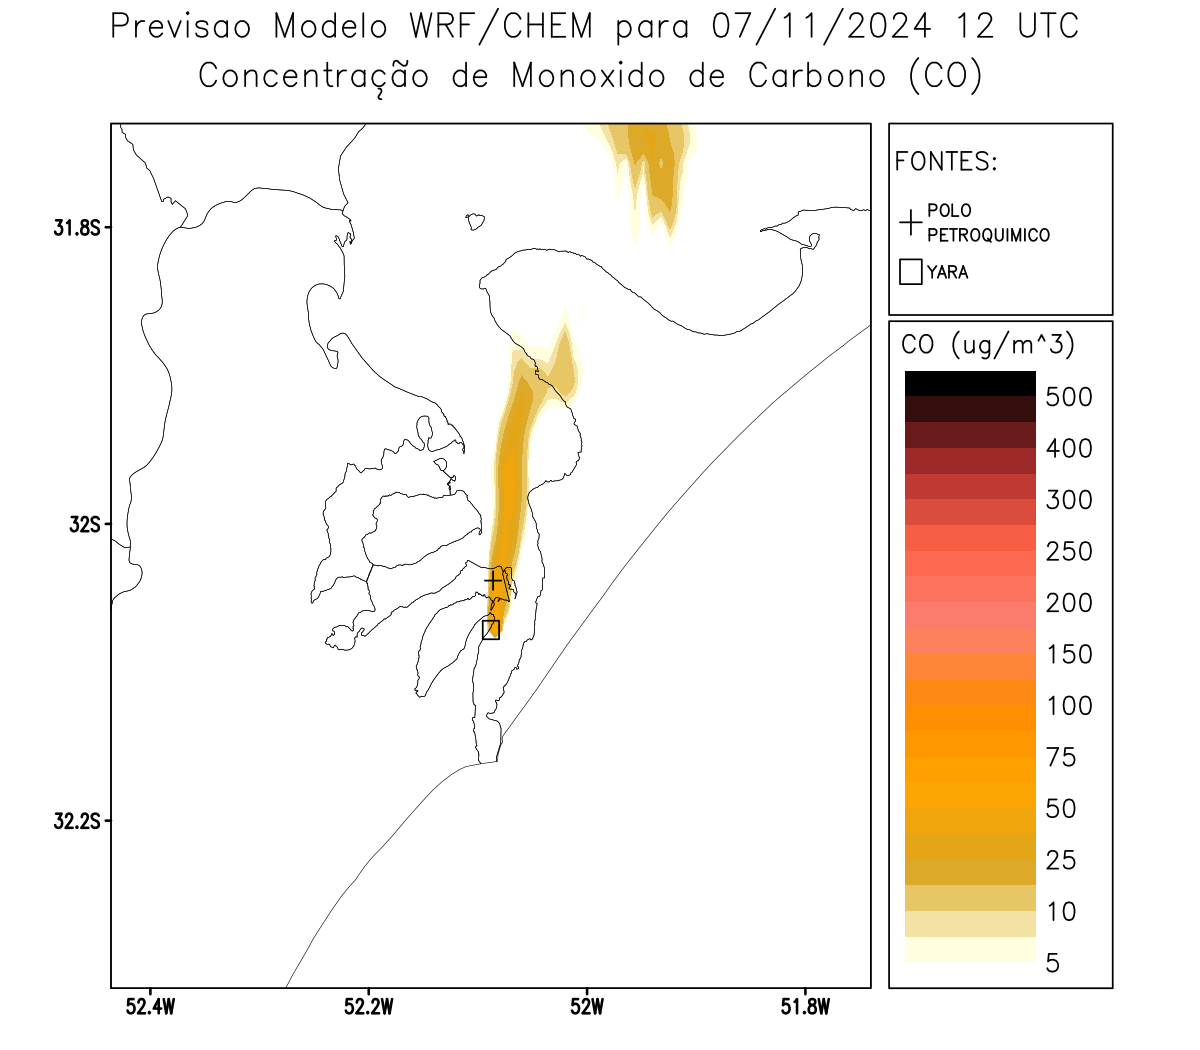 Previsao Modelo WRF/CHEM para 07/11/2024 12 UTC
Concentração de Monoxido de Carbono (CO)
FONTES:
POLO
PETROQUIMICO
YARA
CO (ug/m^3)
500
400
300
250
200
150
100
75
50
25
10
5
31.8S
32S
32.2S
52.4W
52.2W
52W
51.8W